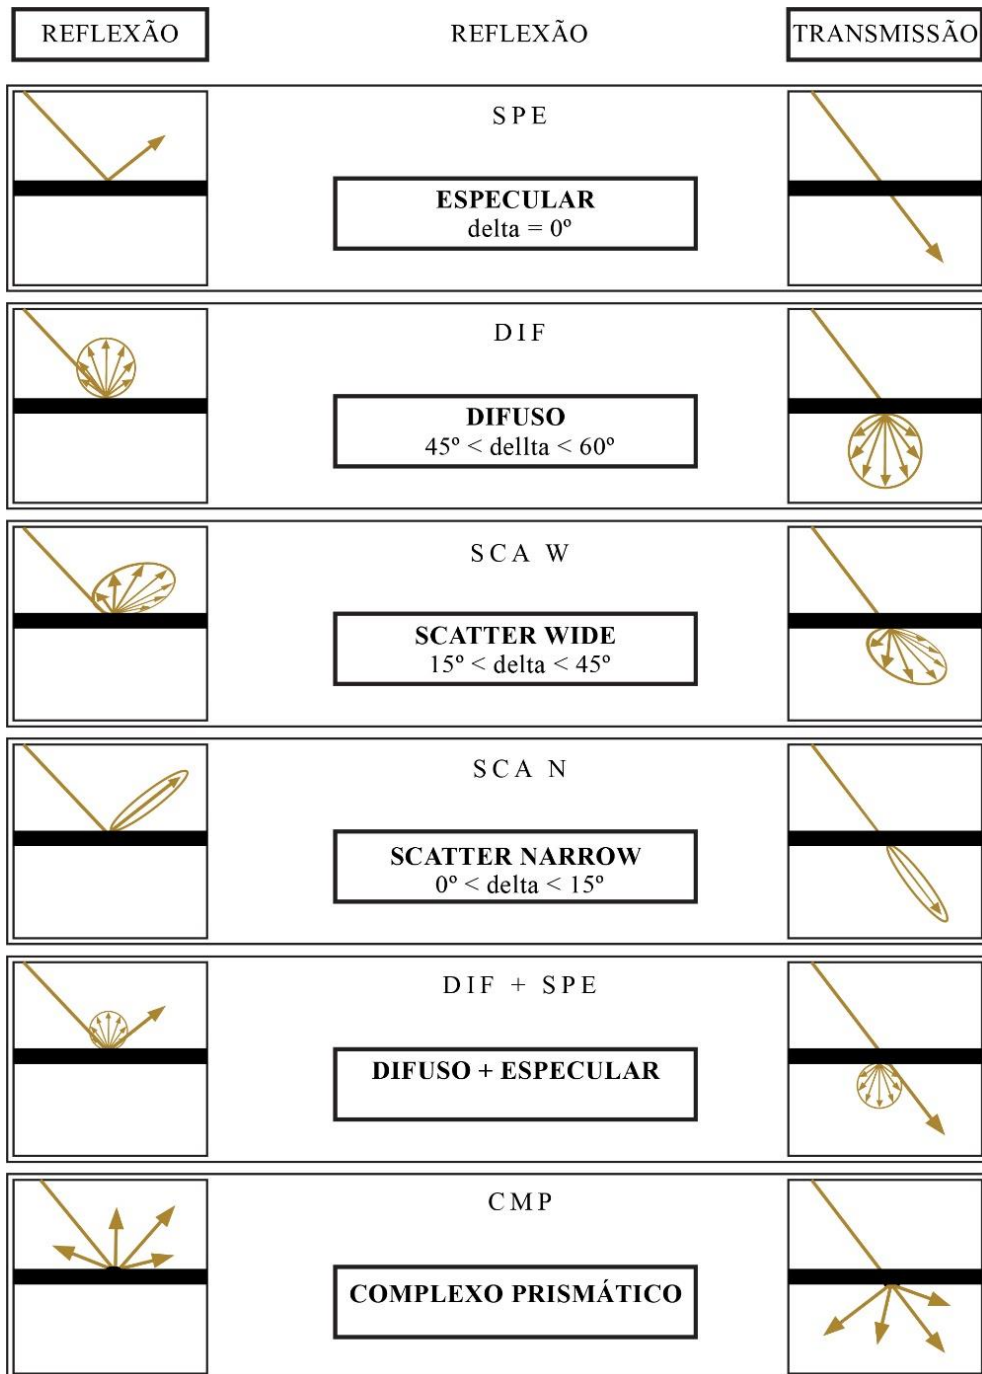 REFLEXÃO
REFLEXÃO
TRANSMISSÃO
SPE
ESPECULAR
delta = 0º
DIF
DIFUSO
45º < dellta < 60º
SCA W
SCATTER WIDE
15º < delta < 45º
SCA N
SCATTER NARROW
0º < delta < 15º
DIF + SPE
DIFUSO + ESPECULAR
CMP
COMPLEXO PRISMÁTICO